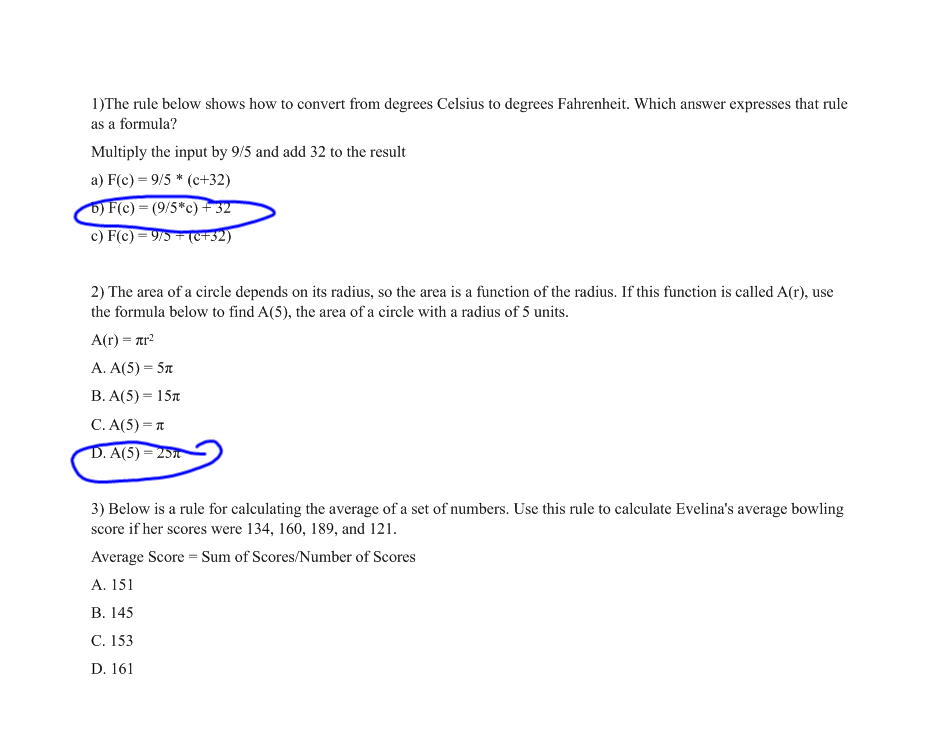 1)The rule below shows how to convert from degrees Celsius to degrees Fahrenheit. Which answer expresses that rule
as a formula?
Multiply the input by 9/5 and add 32 to the result
a) F(c) = 9/5 * (c+32)
b) F(c) = (9/5*c) + 32
c) F(c) = 9/5 + (c+32)
2) The area of a circle depends on its radius, so the area is a function of the radius. If this function is called A(r), use
the formula below to find A(5), the area of a circle with a radius of 5 units.
A(r) = πr²
A. A(5) = 5π
B. A(5) = 15π
C. A(5) = π
D. A(5) = 25π
3) Below is a rule for calculating the average of a set of numbers. Use this rule to calculate Evelina's average bowling
score if her scores were 134, 160, 189, and 121.
Average Score = Sum of Scores/Number of Scores
A. 151
B. 145
C. 153
D. 161